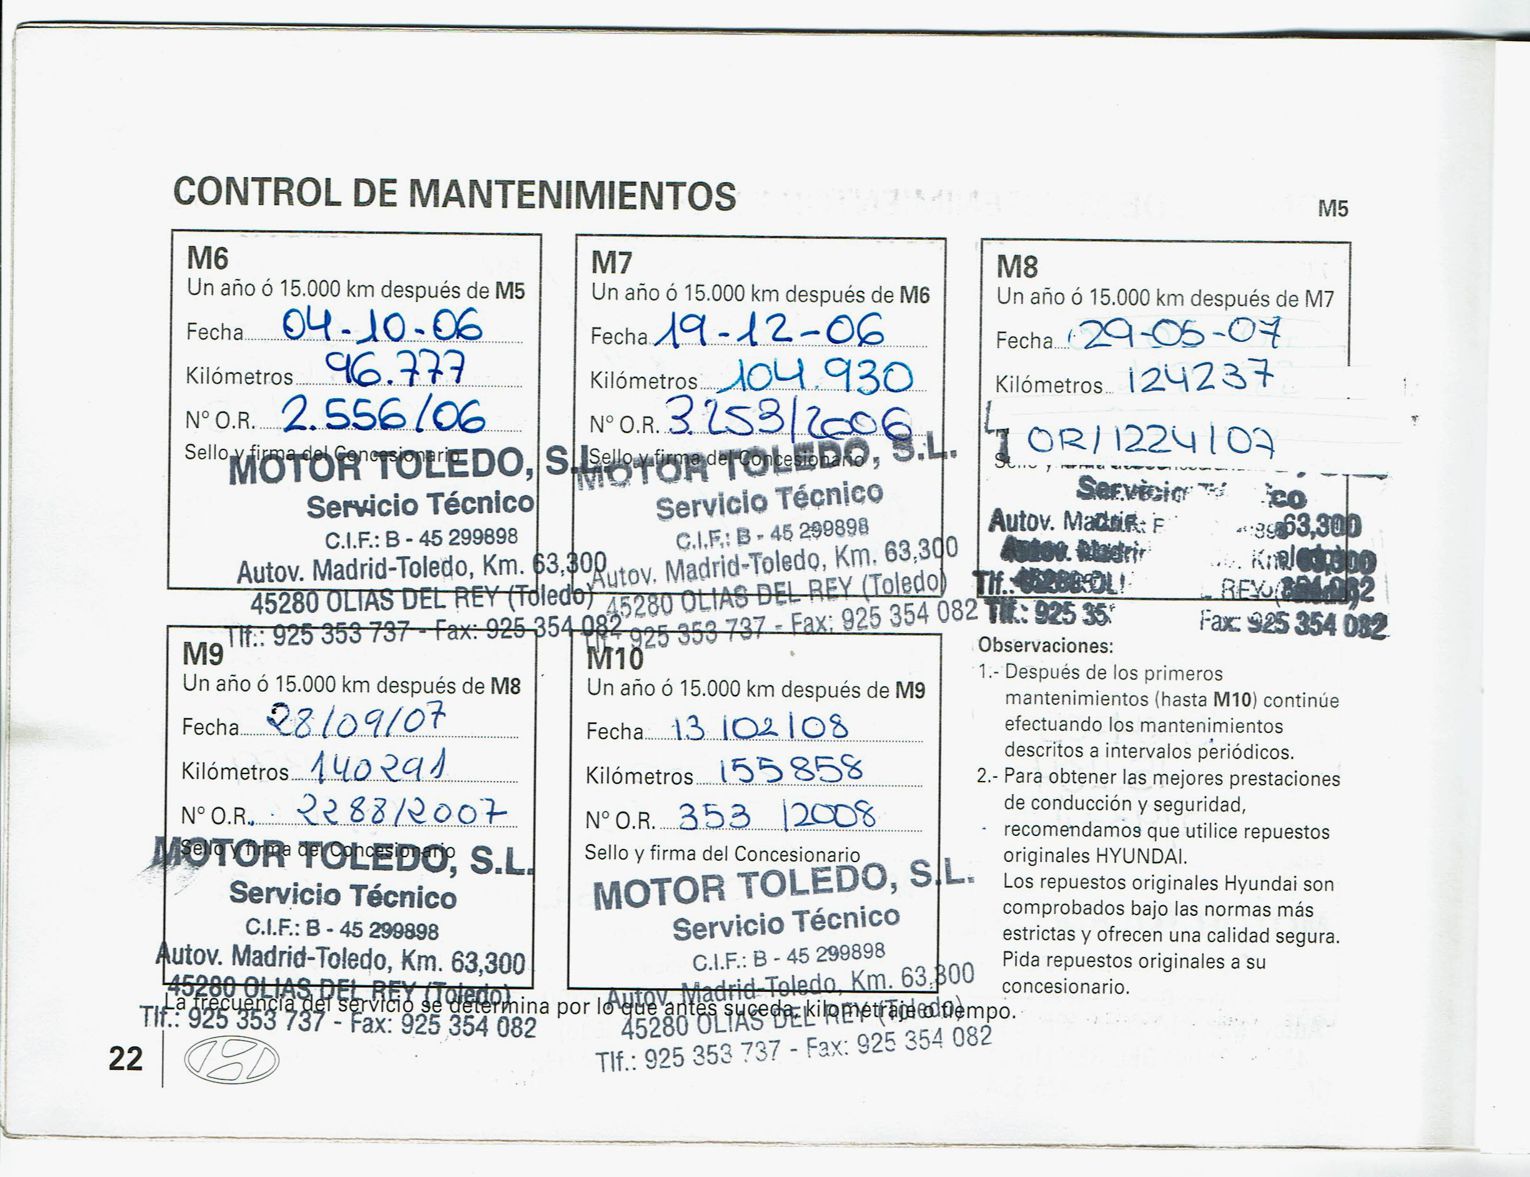 CONTROL DE MANTENIMIENTOS
M5
M6
Un año ó 15.000 km después de M5
Fecha 04-10-06
Kilómetros 96.777
Nº O.R. 2.556/06
Sello y firma del Concesionario
MOTOR TOLEDO, S.L.
Servicio Técnico
C.I.F.: B - 45 299898
Autov. Madrid-Toledo, Km. 63,300
45280 OLIAS DEL REY (Toledo)
Tlf.: 925 353 737 - Fax: 925 354 082
M7
Un año ó 15.000 km después de M6
Fecha 19-12-06
Kilómetros 104.930
Nº O.R. 3.253/2006
Sello y firma del Concesionario
MOTOR TOLEDO, S.L.
Servicio Técnico
C.I.F.: B - 45 299898
Autov. Madrid-Toledo, Km. 63,300
45280 OLIAS DEL REY (Toledo)
Tlf.: 925 353 737 - Fax: 925 354 082
M8
Un año ó 15.000 km después de M7
Fecha 29-05-07
Kilómetros 124237
OR/1224/07
Servicio
Autov. 63,300
Tlf.: 925 35
Fax: 925 354 082
M9
Un año ó 15.000 km después de M8
Fecha 28/09/07
Kilómetros 140291
Nº O.R. 2288/2007
Sello y firma del Concesionario
MOTOR TOLEDO, S.L.
Servicio Técnico
C.I.F.: B - 45 299898
Autov. Madrid-Toledo, Km. 63,300
45280 OLIAS DEL REY (Toledo)
Tlf.: 925 353 737 - Fax: 925 354 082
M10
Un año ó 15.000 km después de M9
Fecha 13/02/08
Kilómetros 155858
Nº O.R. 353/2008
Sello y firma del Concesionario
MOTOR TOLEDO, S.L.
Servicio Técnico
C.I.F.: B - 45 299898
Autov. Madrid-Toledo, Km. 63,300
45280 OLIAS DEL REY (Toledo)
Tlf.: 925 353 737 - Fax: 925 354 082
Observaciones:
1.- Después de los primeros
mantenimientos (hasta M10) continúe
efectuando los mantenimientos
descritos a intervalos periódicos.
2.- Para obtener las mejores prestaciones
de conducción y seguridad,
recomendamos que utilice repuestos
originales HYUNDAI.
Los repuestos originales Hyundai son
comprobados bajo las normas más
estrictas y ofrecen una calidad segura.
Pida repuestos originales a su
concesionario.
La frecuencia del servicio se determina por lo que antes suceda, kilometraje o tiempo.
22